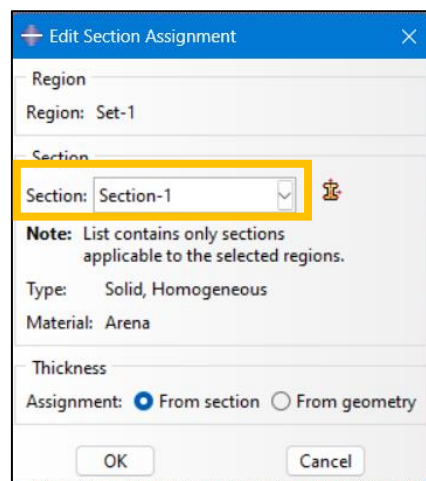 Edit Section Assignment
Region
Region: Set-1
Section
Section: Section-1
Note: List contains only sections
applicable to the selected regions.
Type: Solid, Homogeneous
Material: Arena
Thickness
Assignment: From section From geometry
OK Cancel